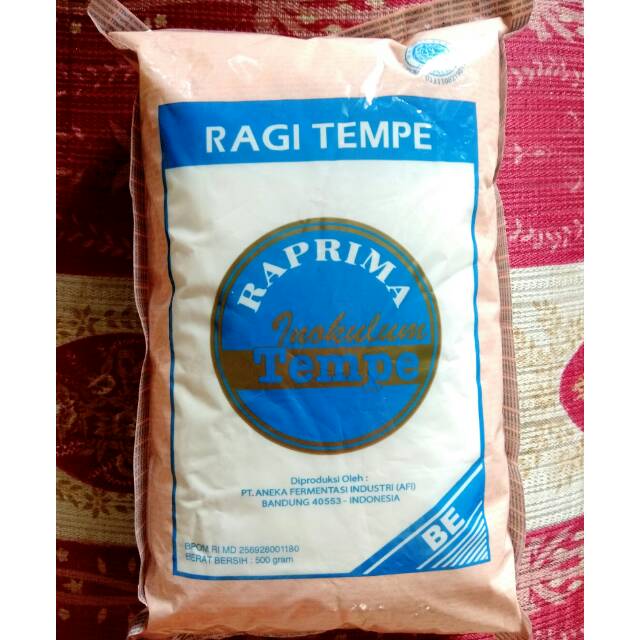 RAGI TEMPE
RAPRIMA
Inokulum
Tempe
Diproduksi Oleh :
PT. ANEKA FERMENTASI INDUSTRI (AFI)
BANDUNG 40553 - INDONESIA
BE
BPOM RI MD 256928001180
BERAT BERSIH : 500 gram